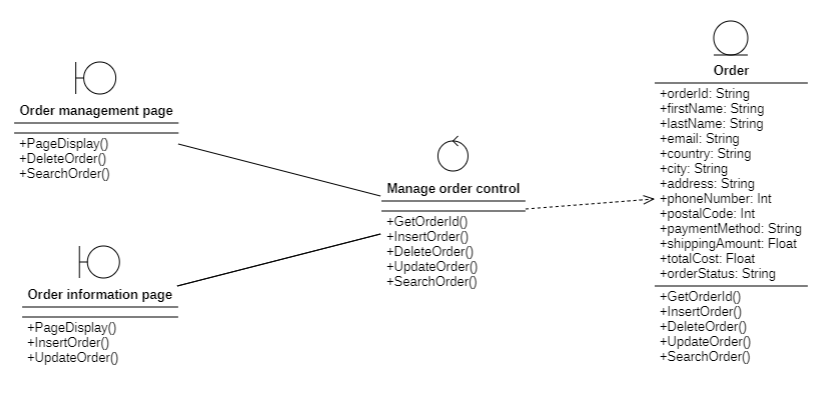 Order management page
+PageDisplay()
+DeleteOrder()
+SearchOrder()
Order information page
+PageDisplay()
+InsertOrder()
+UpdateOrder()
Manage order control
+GetOrderId()
+InsertOrder()
+DeleteOrder()
+UpdateOrder()
+SearchOrder()
Order
+orderId: String
+firstName: String
+lastName: String
+email: String
+country: String
+city: String
+address: String
+phoneNumber: Int
+postalCode: Int
+paymentMethod: String
+shippingAmount: Float
+totalCost: Float
+orderStatus: String
+GetOrderId()
+InsertOrder()
+DeleteOrder()
+UpdateOrder()
+SearchOrder()